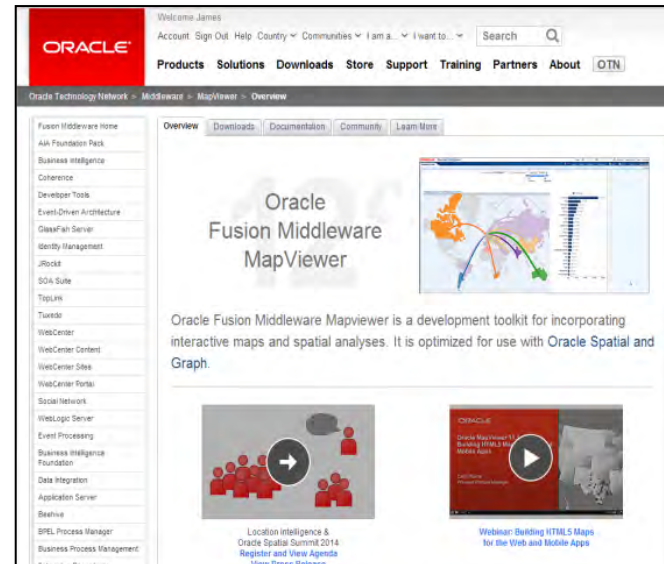 Welcome James
Account Sign Out Help Country Communities I am a... I want to... Search
ORACLE
Products Solutions Downloads Store Support Training Partners About OTN
Oracle Technology Network > Middleware > MapViewer > Overview
Overview Downloads Documentation Community Learn More
Fusion Middleware Home
AIA Foundation Pack
Business Intelligence
Coherence
Developer Tools
Event-Driven Architecture
GlassFish Server
Identity Management
JRockit
SOA Suite
TopLink
Tuxedo
WebCenter
WebCenter Content
WebCenter Sites
WebCenter Portal
Social Network
WebLogic Server
Event Processing
Business Intelligence
Foundation
Data Integration
Application Server
Beehive
BPEL Process Manager
Business Process Management
12c
Oracle
Fusion Middleware
MapViewer
Oracle Fusion Middleware Mapviewer is a development toolkit for incorporating
interactive maps and spatial analyses. It is optimized for use with Oracle Spatial and
Graph.
Location Intelligence &
Oracle Spatial Summit 2014
Register and View Agenda
View Press Release
ORACLE
Webinar: Building HTML5 Maps
for the Web and Mobile Apps